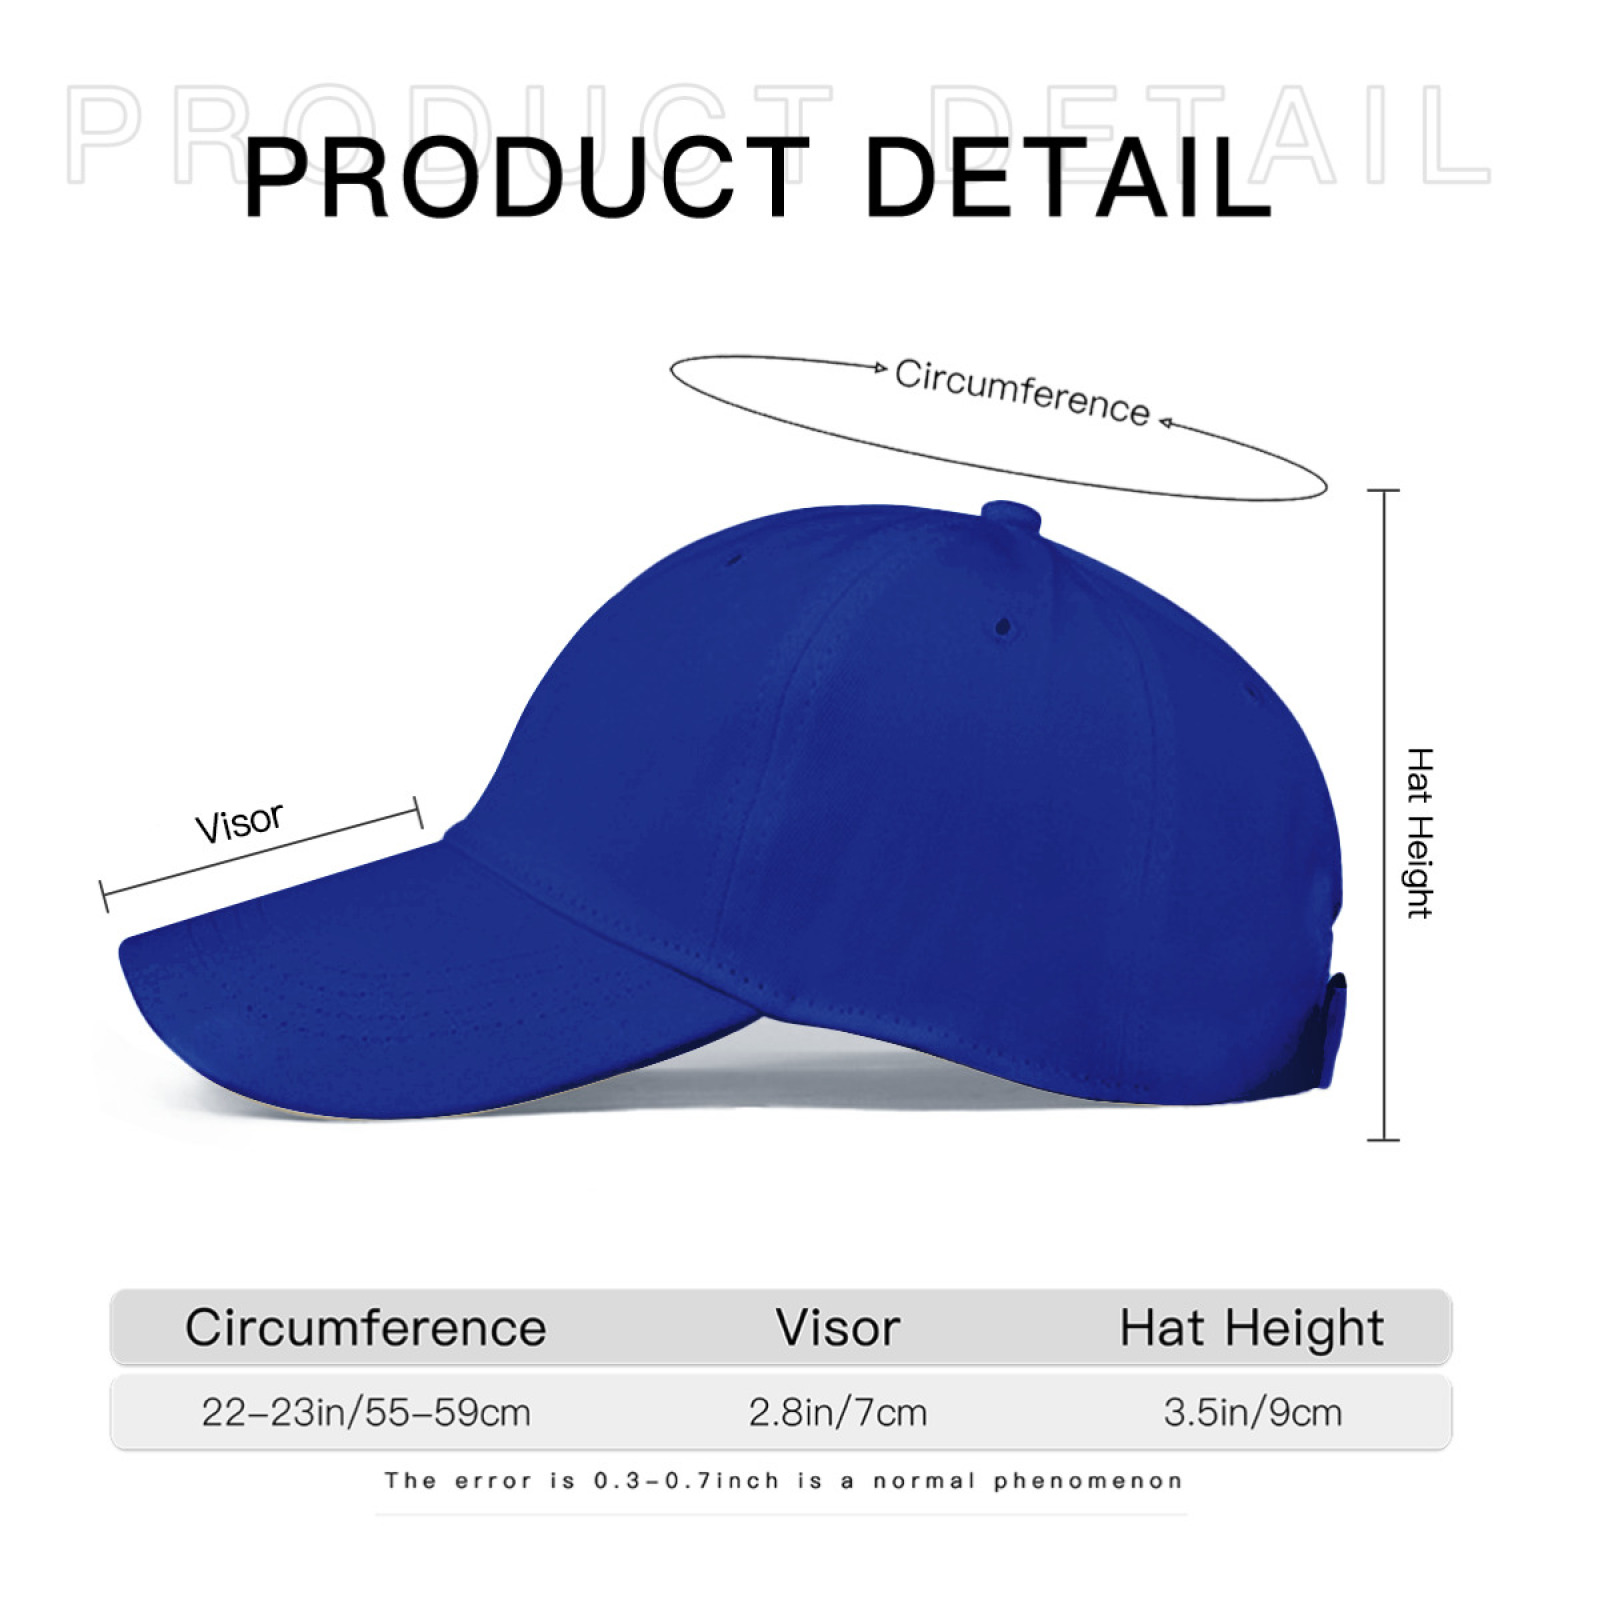 PRODUCT DETAIL
PRODUCT DETAIL
Circumference
Visor
Hat Height
Circumference Visor Hat Height
22–23in/55–59cm 2.8in/7cm 3.5in/9cm
The error is 0.3–0.7inch is a normal phenomenon